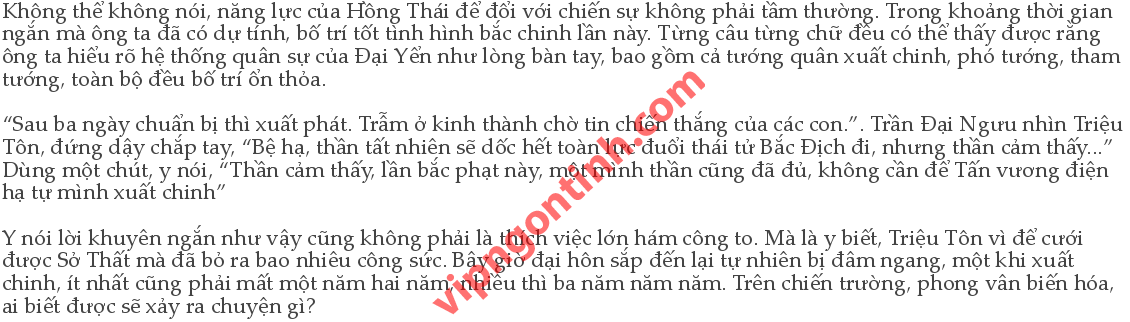 Không thể không nói, năng lực của Hồng Thái để đổi với chiến sự không phải tầm thường. Trong khoảng thời gian
ngắn mà ông ta đã có dự tính, bố trí tốt tình hình bắc chinh lần này. Từng câu từng chữ đều có thể thấy được rằng
ông ta hiểu rõ hệ thống quân sự của Đại Yển như lòng bàn tay, bao gồm cả tướng quân xuất chinh, phó tướng, tham
tướng, toàn bộ đều bố trí ổn thỏa.
“Sau ba ngày chuẩn bị thì xuất phát. Trẫm ở kinh thành chờ tin chiến thắng của các con.”. Trần Đại Ngưu nhìn Triệu
Tôn, đứng dậy chắp tay, “Bệ hạ, thần tất nhiên sẽ dốc hết toàn lực đuổi thái tử Bắc Địch đi, nhưng thần cảm thấy...”
Dùng một chút, y nói, “Thần cảm thấy, lần bắc phạt này, một mình thần cũng đã đủ, không cần để Tấn vương điện
hạ tự mình xuất chinh”
Y nói lời khuyên ngắn như vậy cũng không phải là thích việc lớn hám công to. Mà là y biết, Triệu Tôn vì để cưới
được Sở Thất mà đã bỏ ra bao nhiêu công sức. Bây giờ đại hôn sắp đến lại tự nhiên bị đâm ngang, một khi xuất
chinh, ít nhất cũng phải mất một năm hai năm, nhiều thì ba năm năm năm. Trên chiến trường, phong vân biến hóa,
ai biết được sẽ xảy ra chuyện gì?
vipngontinh.com